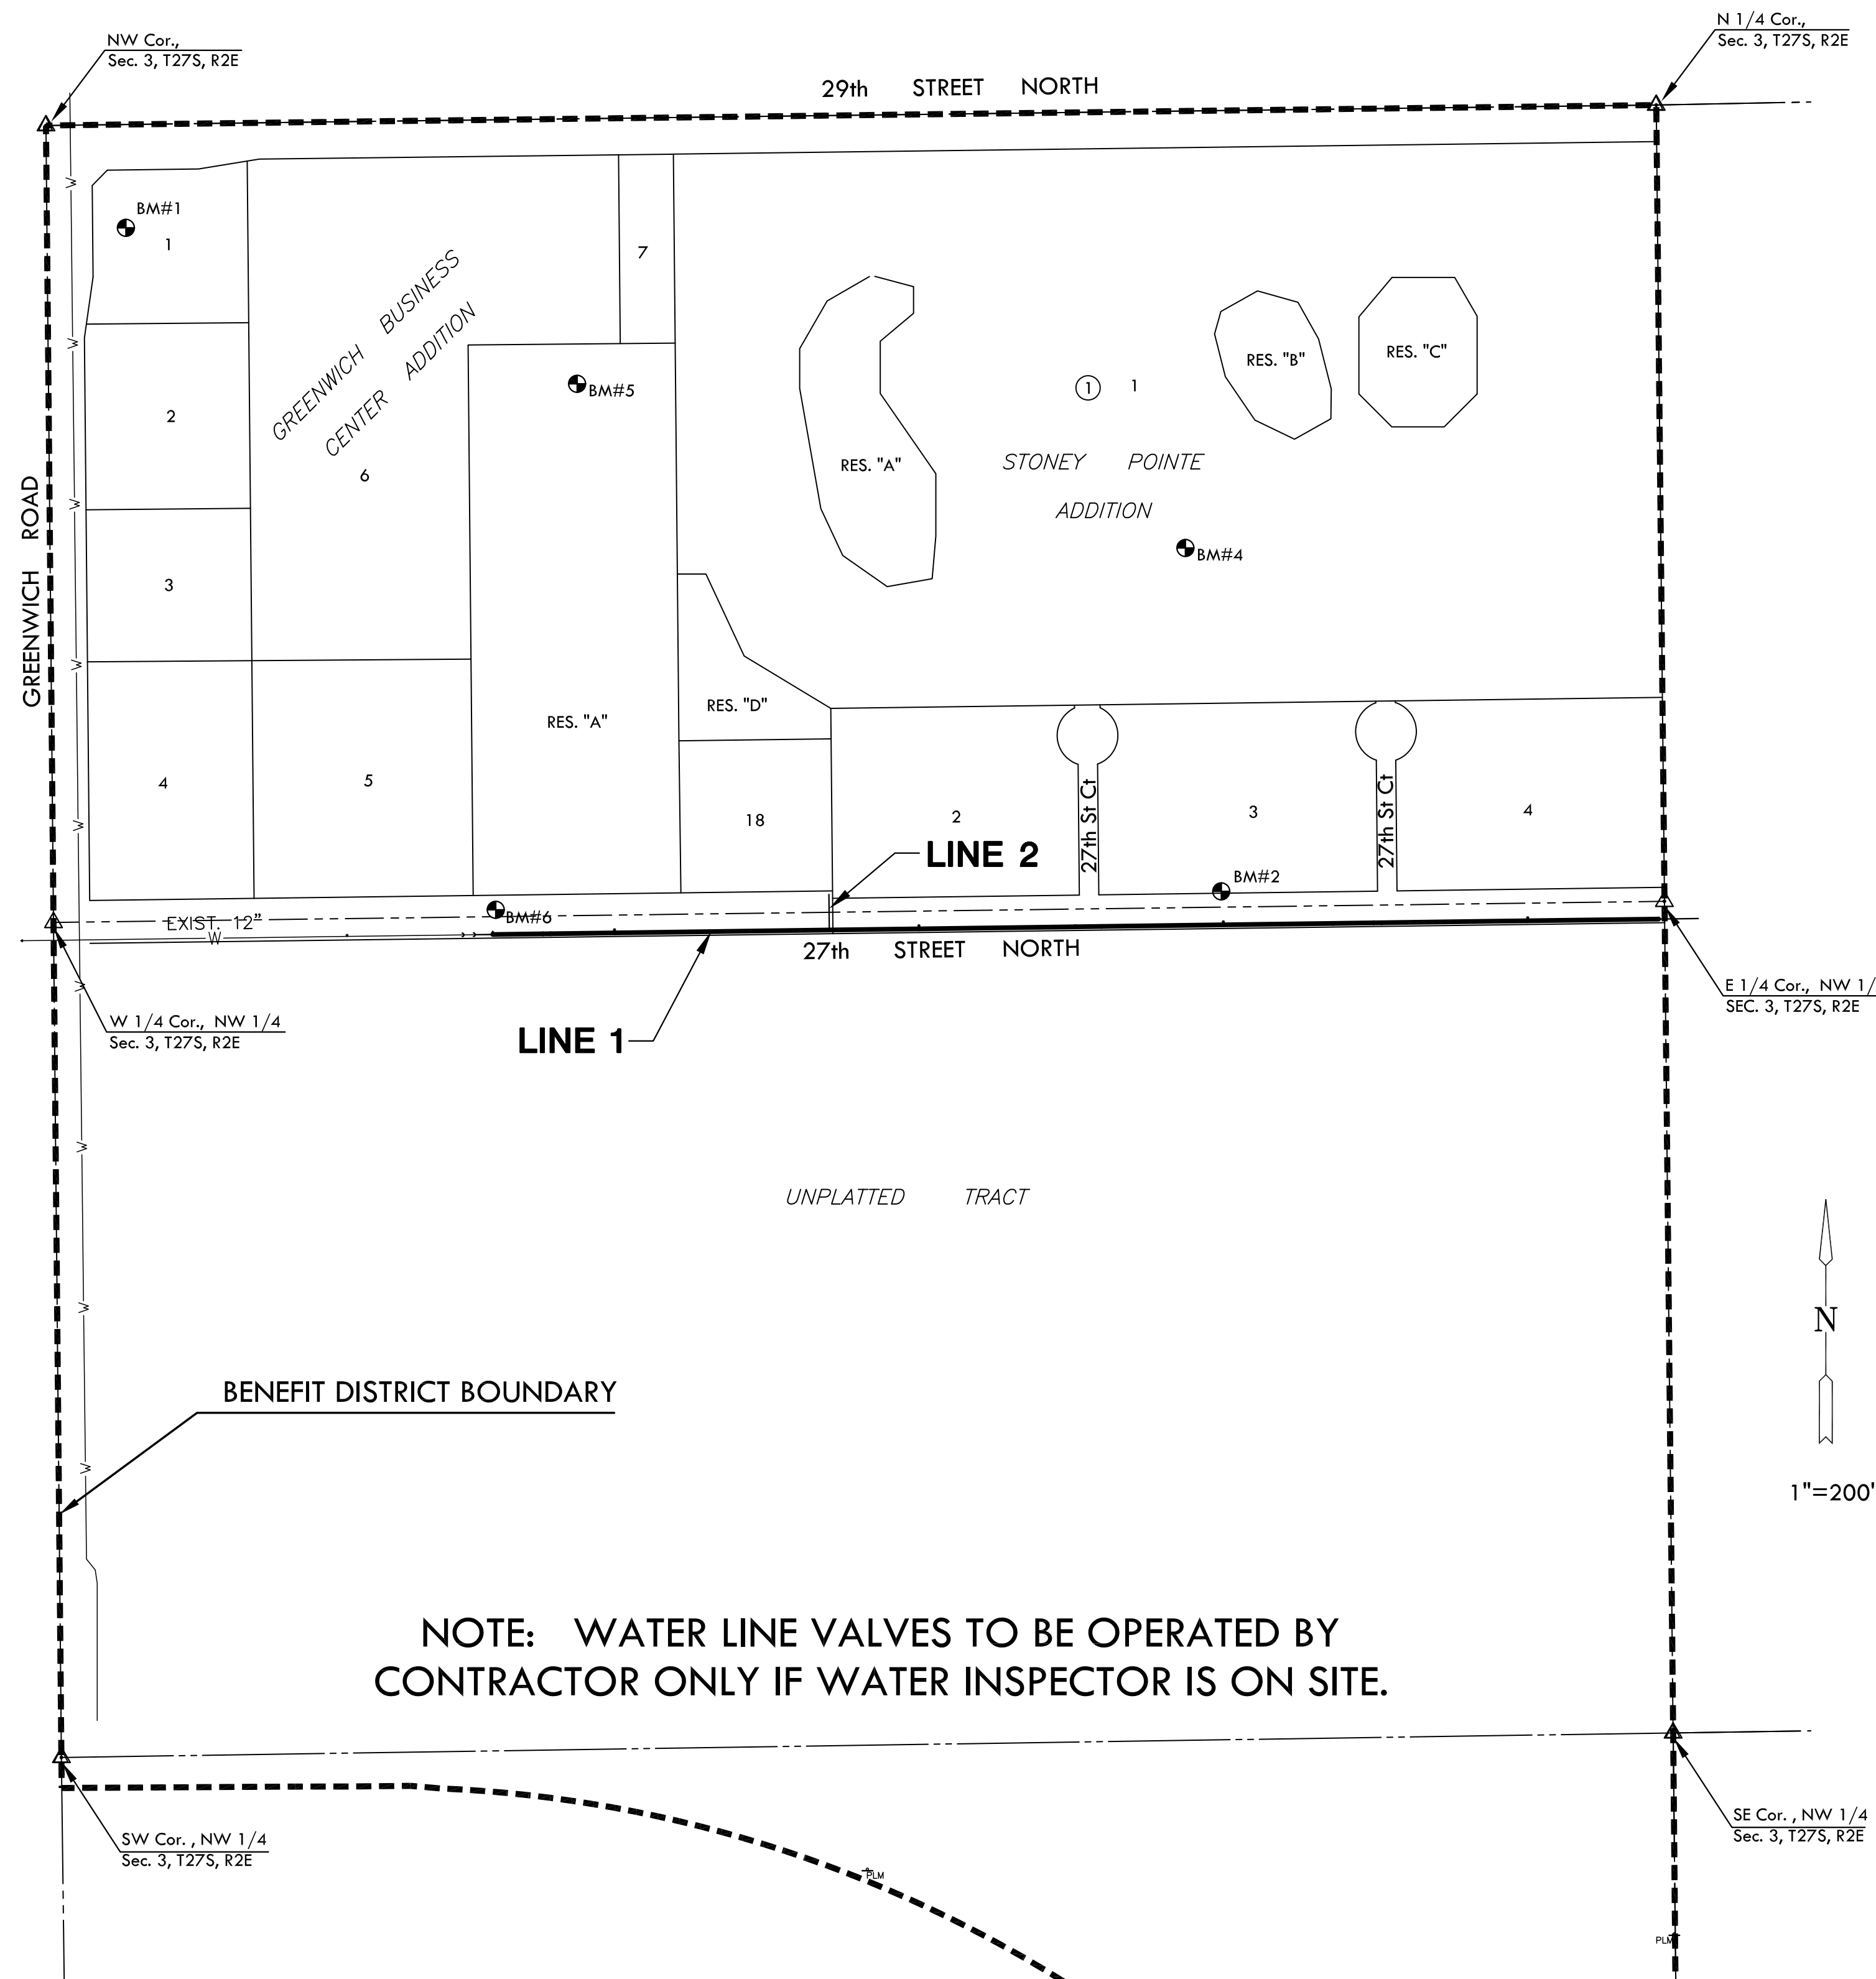 NW Cor.,
Sec. 3, T27S, R2E
N 1/4 Cor.,
Sec. 3, T27S, R2E
29th STREET NORTH
BM#1
1
7
GREENWICH BUSINESS
CENTER ADDITION
6
2
3
4
5
BM#5
RES. "A"
RES. "A"
RES. "B"
RES. "C"
1 1
STONEY POINTE
ADDITION
BM#4
GREENWICH ROAD
RES. "D"
18
2
27th St Ct
3
27th St Ct
4
LINE 2
BM#2
BM#6
EXIST. 12"
W
W
W
W
W
W
W
W
W
W
27th STREET NORTH
LINE 1
W 1/4 Cor., NW 1/4
Sec. 3, T27S, R2E
E 1/4 Cor., NW 1/
SEC. 3, T27S, R2E
UNPLATTED TRACT
N
1"=200'
BENEFIT DISTRICT BOUNDARY
NOTE: WATER LINE VALVES TO BE OPERATED BY
CONTRACTOR ONLY IF WATER INSPECTOR IS ON SITE.
SW Cor. , NW 1/4
Sec. 3, T27S, R2E
SE Cor. , NW 1/4
Sec. 3, T27S, R2E
PLM
PLM